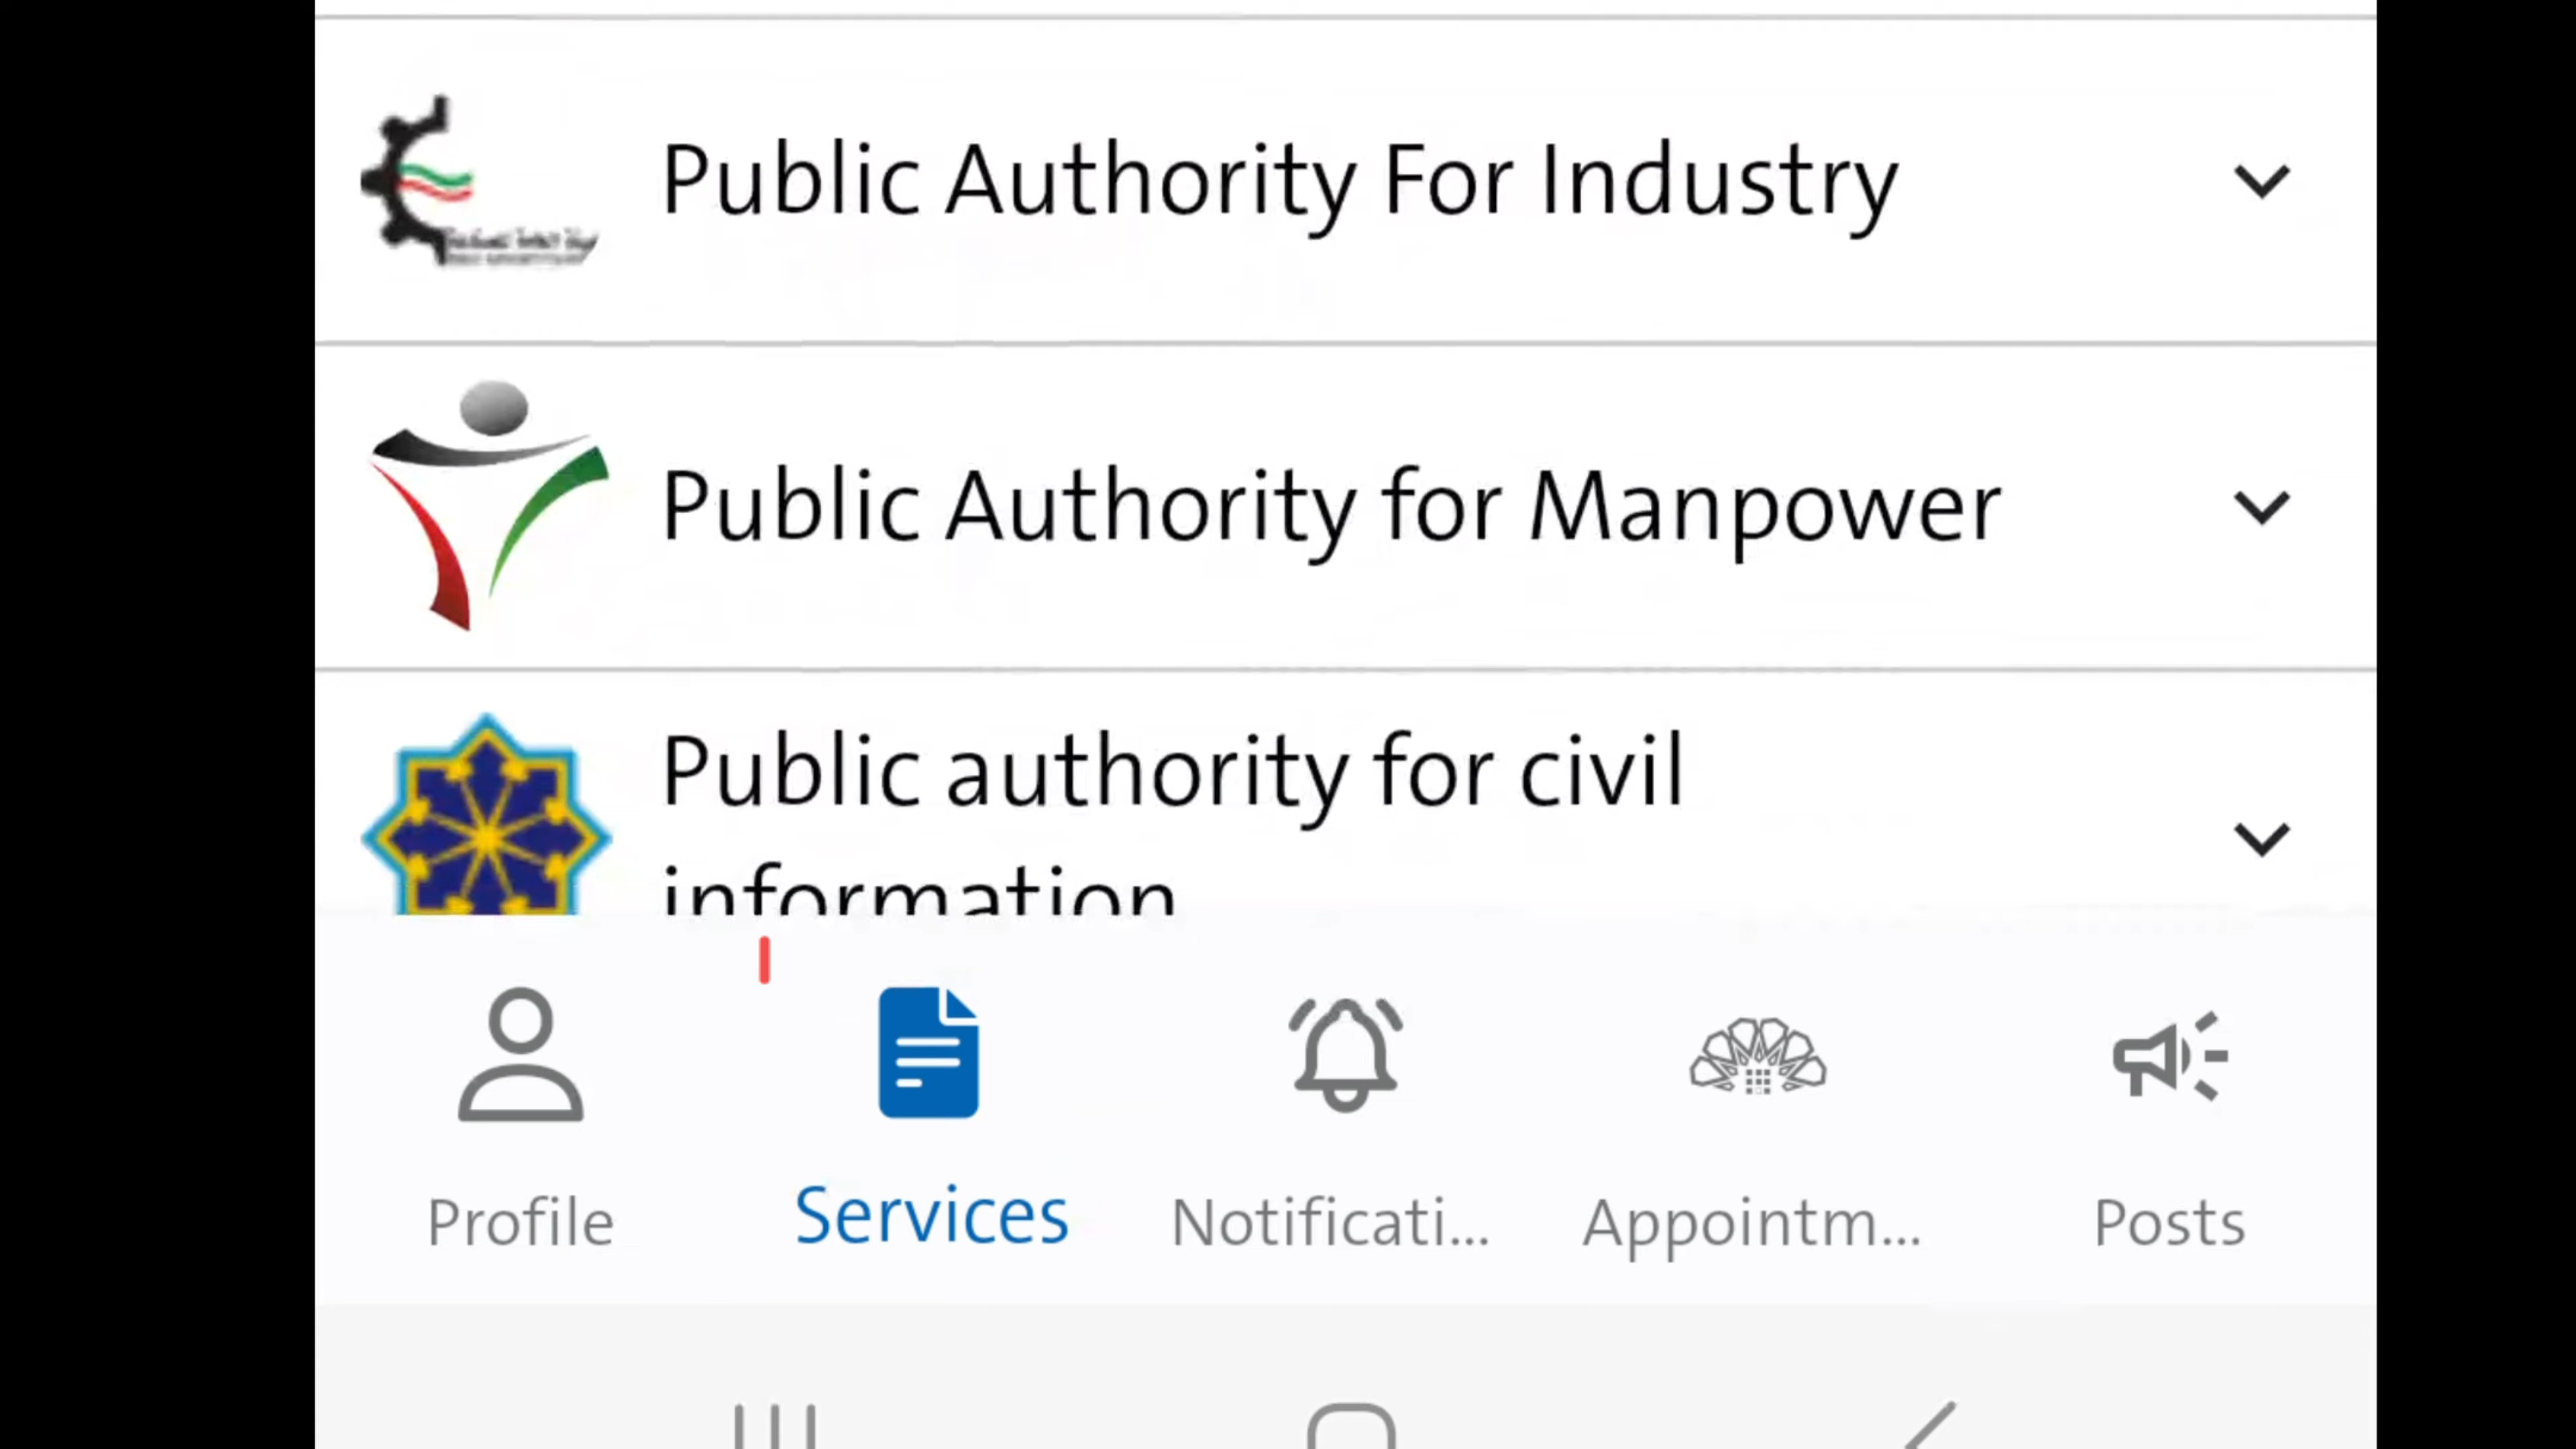 Public Authority For Industry
Public Authority for Manpower
Public authority for civil
information
Profile
Services
Notificati...
Appointm...
Posts